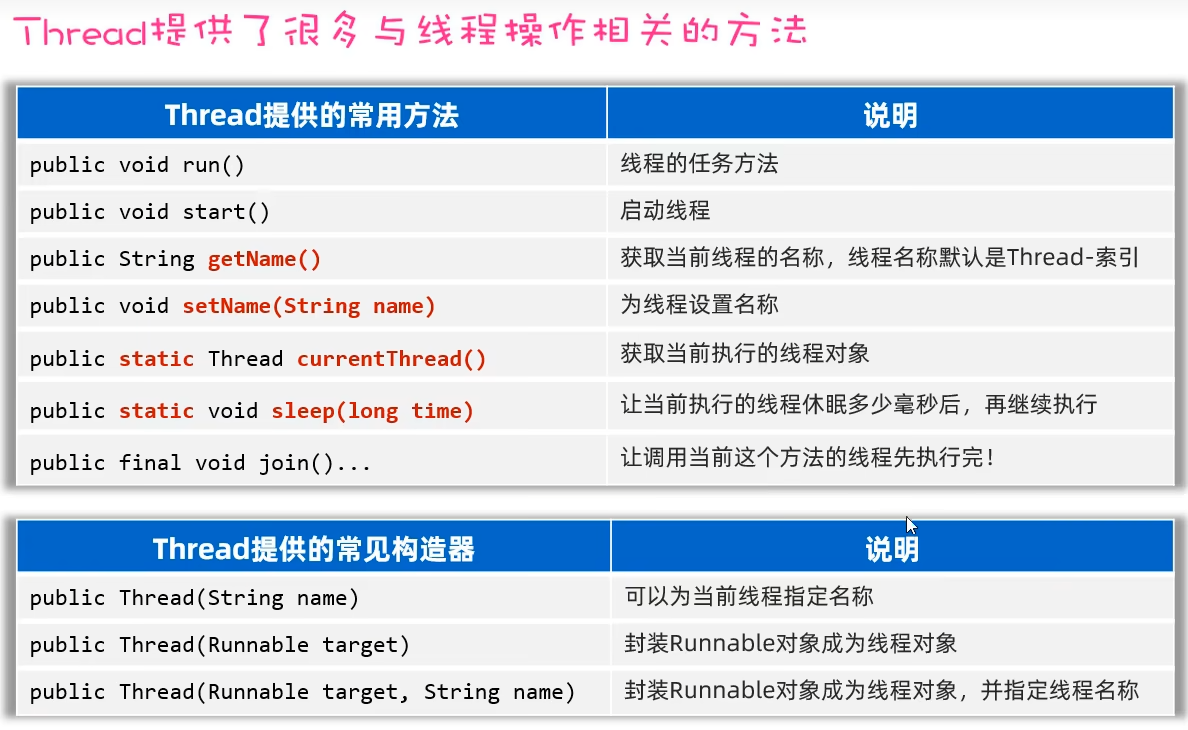 Thread提供了很多与线程操作相关的方法
Thread提供的常用方法 说明
public void run() 线程的任务方法
public void start() 启动线程
public String getName() 获取当前线程的名称，线程名称默认是Thread-索引
public void setName(String name) 为线程设置名称
public static Thread currentThread() 获取当前执行的线程对象
public static void sleep(long time) 让当前执行的线程休眠多少毫秒后，再继续执行
public final void join()... 让调用当前这个方法的线程先执行完！
Thread提供的常见构造器 说明
public Thread(String name) 可以为当前线程指定名称
public Thread(Runnable target) 封装Runnable对象成为线程对象
public Thread(Runnable target, String name) 封装Runnable对象成为线程对象，并指定线程名称